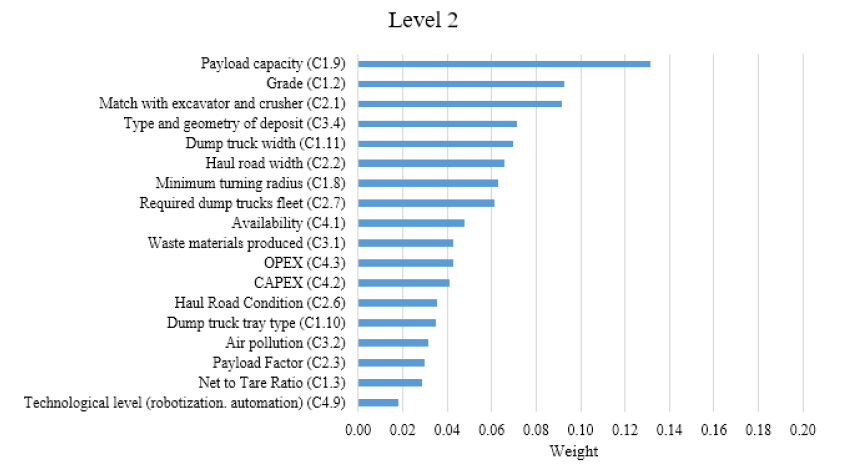 Level 2
Payload capacity (C1.9)
Grade (C1.2)
Match with excavator and crusher (C2.1)
Type and geometry of deposit (C3.4)
Dump truck width (C1.11)
Haul road width (C2.2)
Minimum turning radius (C1.8)
Required dump trucks fleet (C2.7)
Availability (C4.1)
Waste materials produced (C3.1)
OPEX (C4.3)
CAPEX (C4.2)
Haul Road Condition (C2.6)
Dump truck tray type (C1.10)
Air pollution (C3.2)
Payload Factor (C2.3)
Net to Tare Ratio (C1.3)
Technological level (robotization. automation) (C4.9)
0.00 0.02 0.04 0.06 0.08 0.10 0.12 0.14 0.16 0.18 0.20
Weight